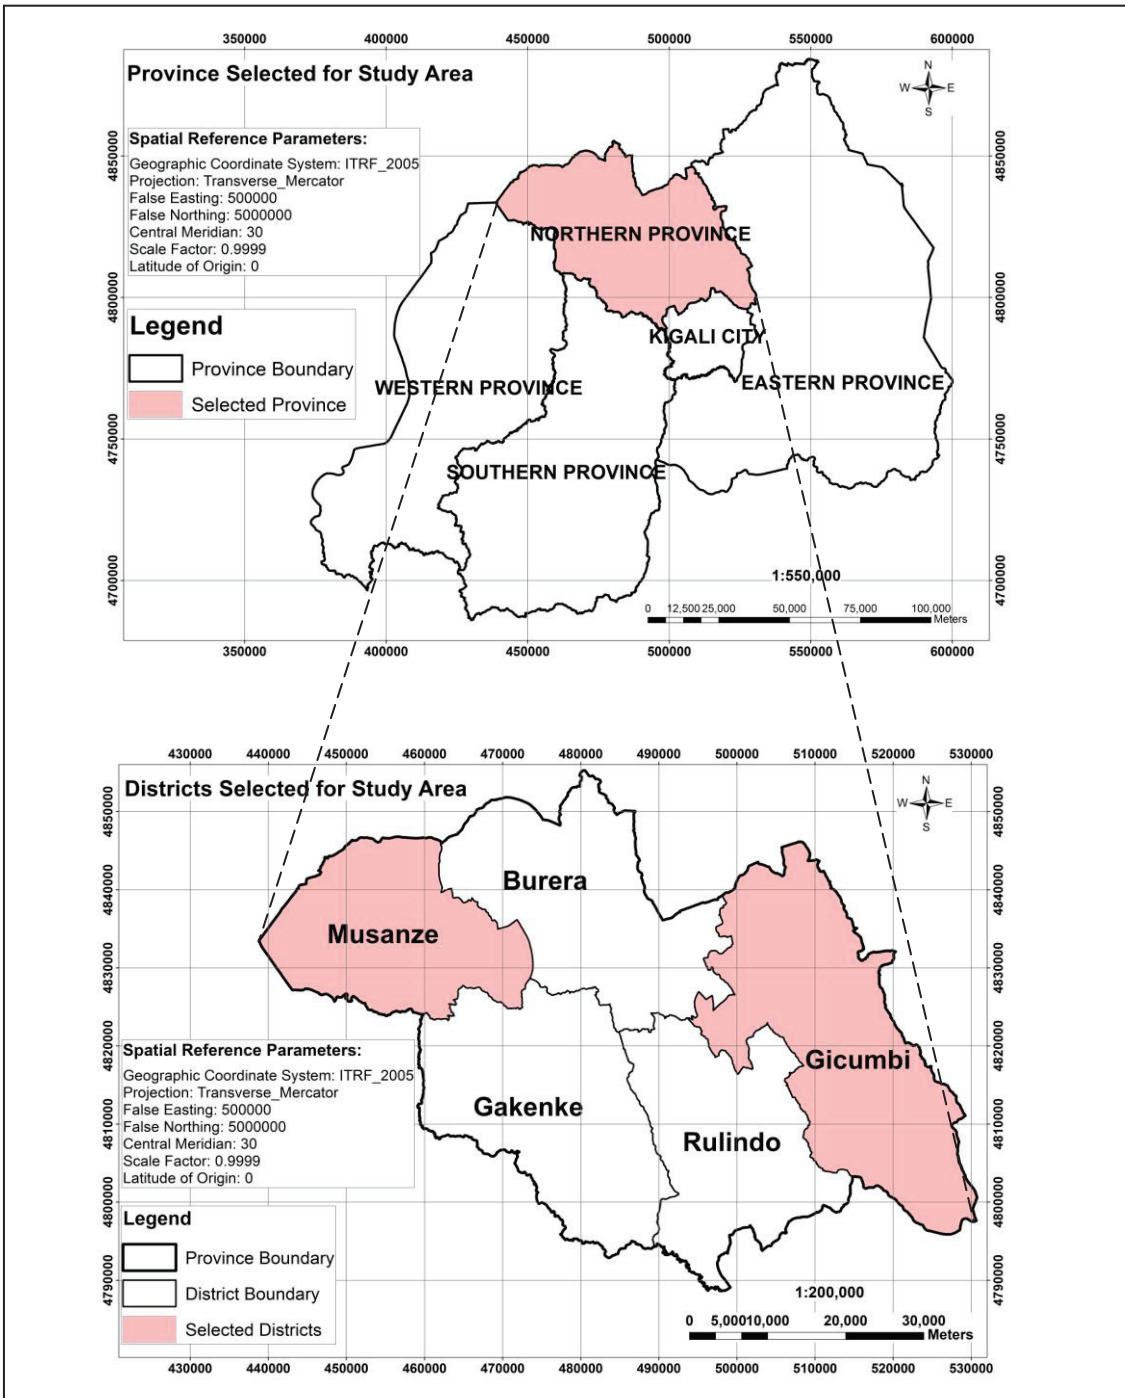 350000 400000 450000 500000 550000 600000
Province Selected for Study Area
N
W E
S
Spatial Reference Parameters:
Geographic Coordinate System: ITRF_2005
Projection: Transverse_Mercator
False Easting: 500000
False Northing: 5000000
Central Meridian: 30
Scale Factor: 0.9999
Latitude of Origin: 0
4850000 4850000
NORTHERN PROVINCE
4800000 4800000
Legend
Province Boundary
Selected Province
KIGALI CITY
WESTERN PROVINCE
EASTERN PROVINCE
4750000 4750000
SOUTHERN PROVINCE
4700000 4700000
1:550,000
0 12,500 25,000 50,000 75,000 100,000
Meters
350000 400000 450000 500000 550000 600000
430000 440000 450000 460000 470000 480000 490000 500000 510000 520000 530000
Districts Selected for Study Area
N
W E
S
4850000 4850000
Burera
4840000 4840000
Musanze
4830000 4830000
4820000 4820000
Spatial Reference Parameters:
Geographic Coordinate System: ITRF_2005
Projection: Transverse_Mercator
False Easting: 500000
False Northing: 5000000
Central Meridian: 30
Scale Factor: 0.9999
Latitude of Origin: 0
Gicumbi
Gakenke
4810000 4810000
Rulindo
4800000 4800000
Legend
Province Boundary
District Boundary
Selected Districts
4790000 4790000
1:200,000
0 5,000 10,000 20,000 30,000
Meters
430000 440000 450000 460000 470000 480000 490000 500000 510000 520000 530000